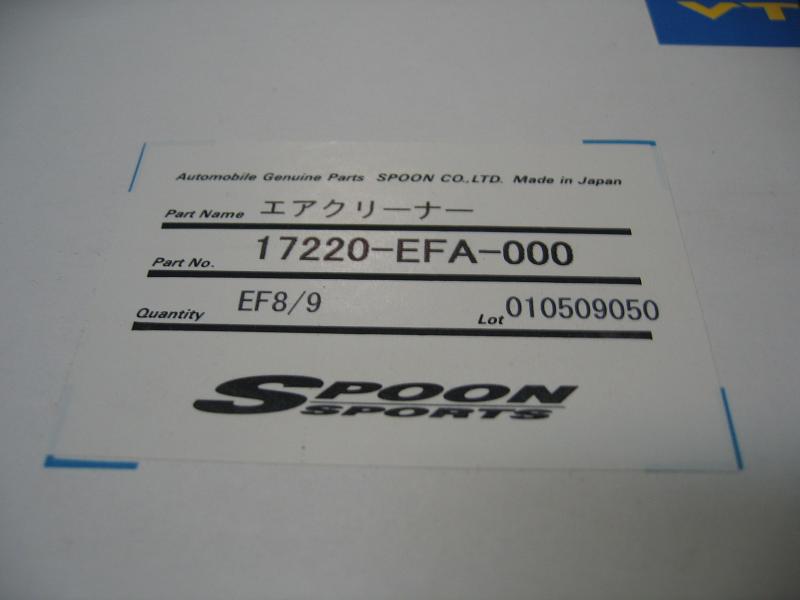 VT
Automobile Genuine Parts SPOON CO.,LTD. Made in Japan
Part Name エアクリーナー
Part No. 17220-EFA-000
Quantity EF8/9 Lot 010509050
SPOON
SPORTS